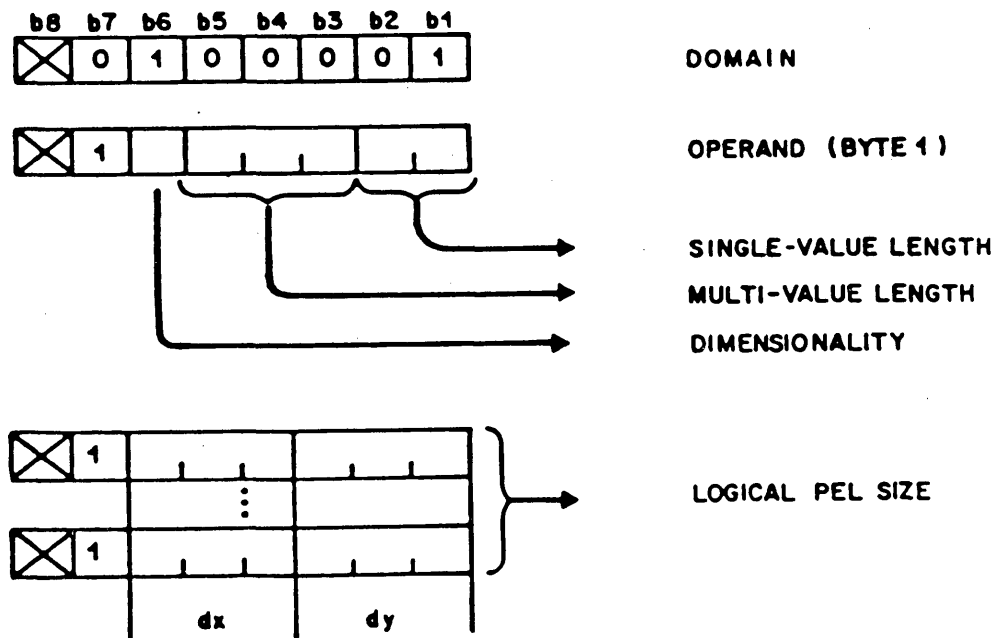 b8 b7 b6 b5 b4 b3 b2 b1
0 1 0 0 0 0 1 DOMAIN
1 OPERAND (BYTE 1)
SINGLE-VALUE LENGTH
MULTI-VALUE LENGTH
DIMENSIONALITY
1
LOGICAL PEL SIZE
1
dx dy